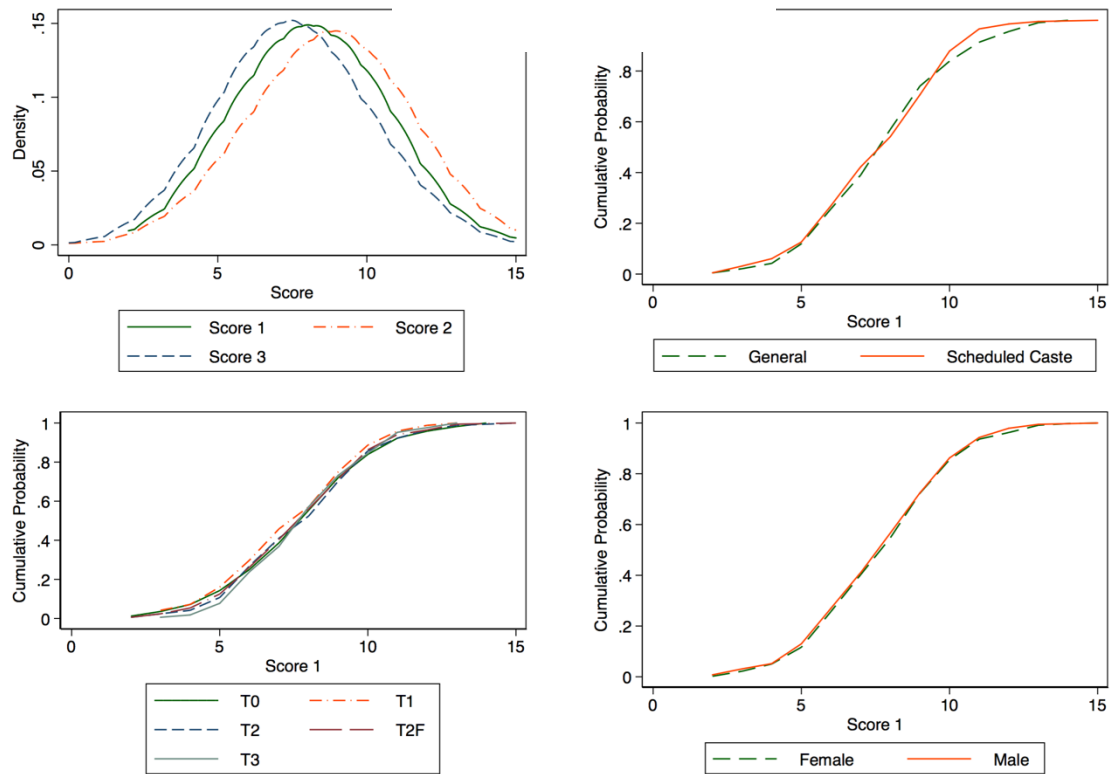 .15
.1
.05
0
Density
0 5 10 15
Score
Score 1 Score 2
Score 3
.8
.6
.4
.2
0
Cumulative Probability
0 5 10 15
Score 1
General Scheduled Caste
1
.8
.6
.4
.2
0
Cumulative Probability
0 5 10 15
Score 1
T0 T1
T2 T2F
T3
1
.8
.6
.4
.2
0
Cumulative Probability
0 5 10 15
Score 1
Female Male